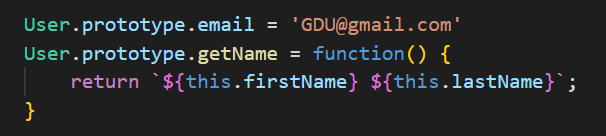 User.prototype.email = 'GDU@gmail.com'
User.prototype.getName = function() {
    return `${this.firstName} ${this.lastName}`;
}